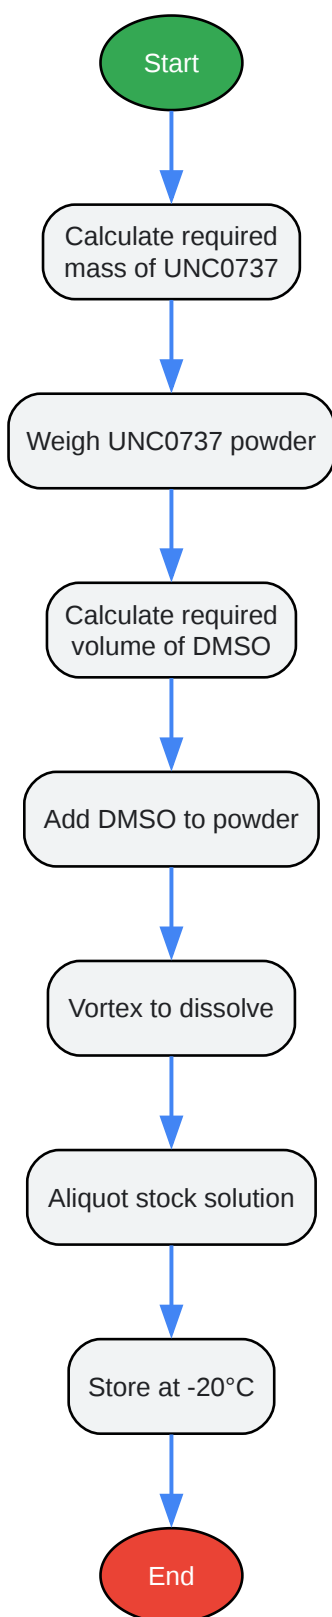 Start
Calculate required
mass of UNC0737
Weigh UNC0737 powder
Calculate required
volume of DMSO
Add DMSO to powder
Vortex to dissolve
Aliquot stock solution
Store at -20°C
End